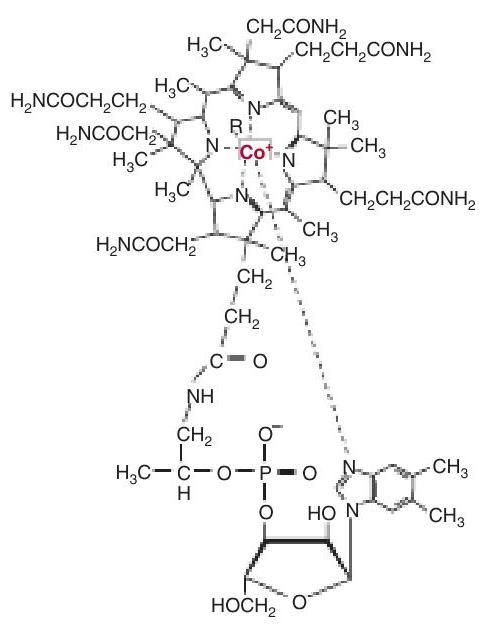 CH₂CONH₂
H₃C CH₂CH₂CONH₂
H₃C
H₂NCOCH₂CH₂ N CH₃
H₂NCOCH₂ R
N Co⁺ N CH₃
H₃C
H₃C N CH₂CH₂CONH₂
CH₃
H₂NCOCH₂ CH₃
CH₂
CH₂
C O
NH
CH₂ O⁻
H₃C C O P O N CH₃
H
O HO N CH₃
HOCH₂ O